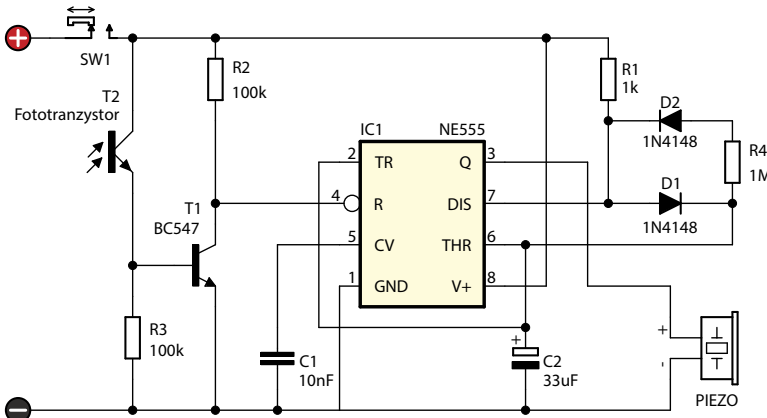 SW1
T2
Fototranzystor
R2
100k
R1
1k
D2
1N4148
R4
1M
D1
1N4148
IC1
NE555
2 TR Q 3
4 R DIS 7
5 CV THR 6
1 GND V+ 8
T1
BC547
R3
100k
C1
10nF
+
C2
33uF
+
-
PIEZO